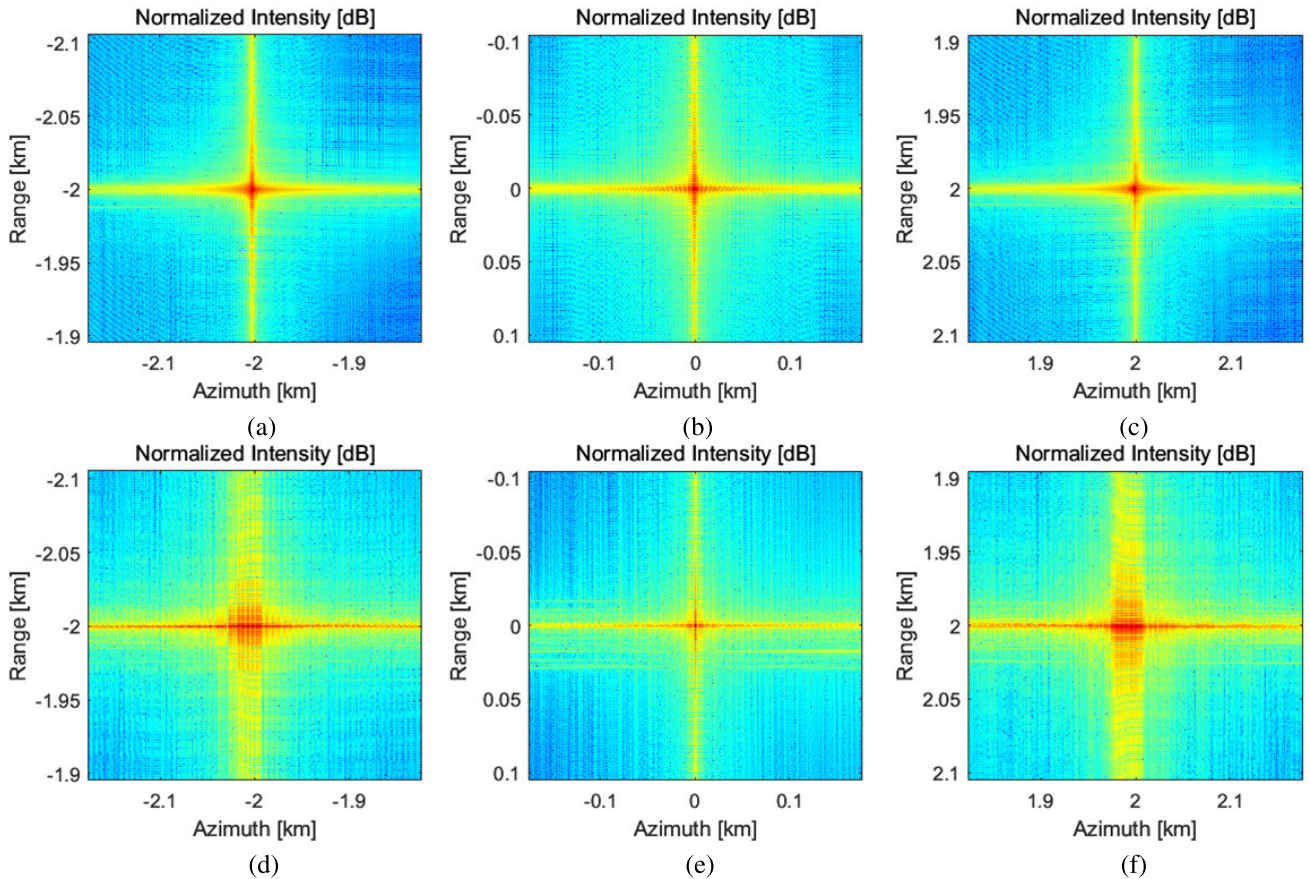 Normalized Intensity [dB] Normalized Intensity [dB] Normalized Intensity [dB]
-2.1 -0.1 1.9
-2.05 -0.05 1.95
-2 0 2
-1.95 0.05 2.05
-1.9 0.1 2.1
Range [km] Range [km] Range [km]
-2.1 -2 -1.9 -0.1 0 0.1 1.9 2 2.1
Azimuth [km] Azimuth [km] Azimuth [km]
(a) (b) (c)
Normalized Intensity [dB] Normalized Intensity [dB] Normalized Intensity [dB]
-2.1 -0.1 1.9
-2.05 -0.05 1.95
-2 0 2
-1.95 0.05 2.05
-1.9 0.1 2.1
Range [km] Range [km] Range [km]
-2.1 -2 -1.9 -0.1 0 0.1 1.9 2 2.1
Azimuth [km] Azimuth [km] Azimuth [km]
(d) (e) (f)